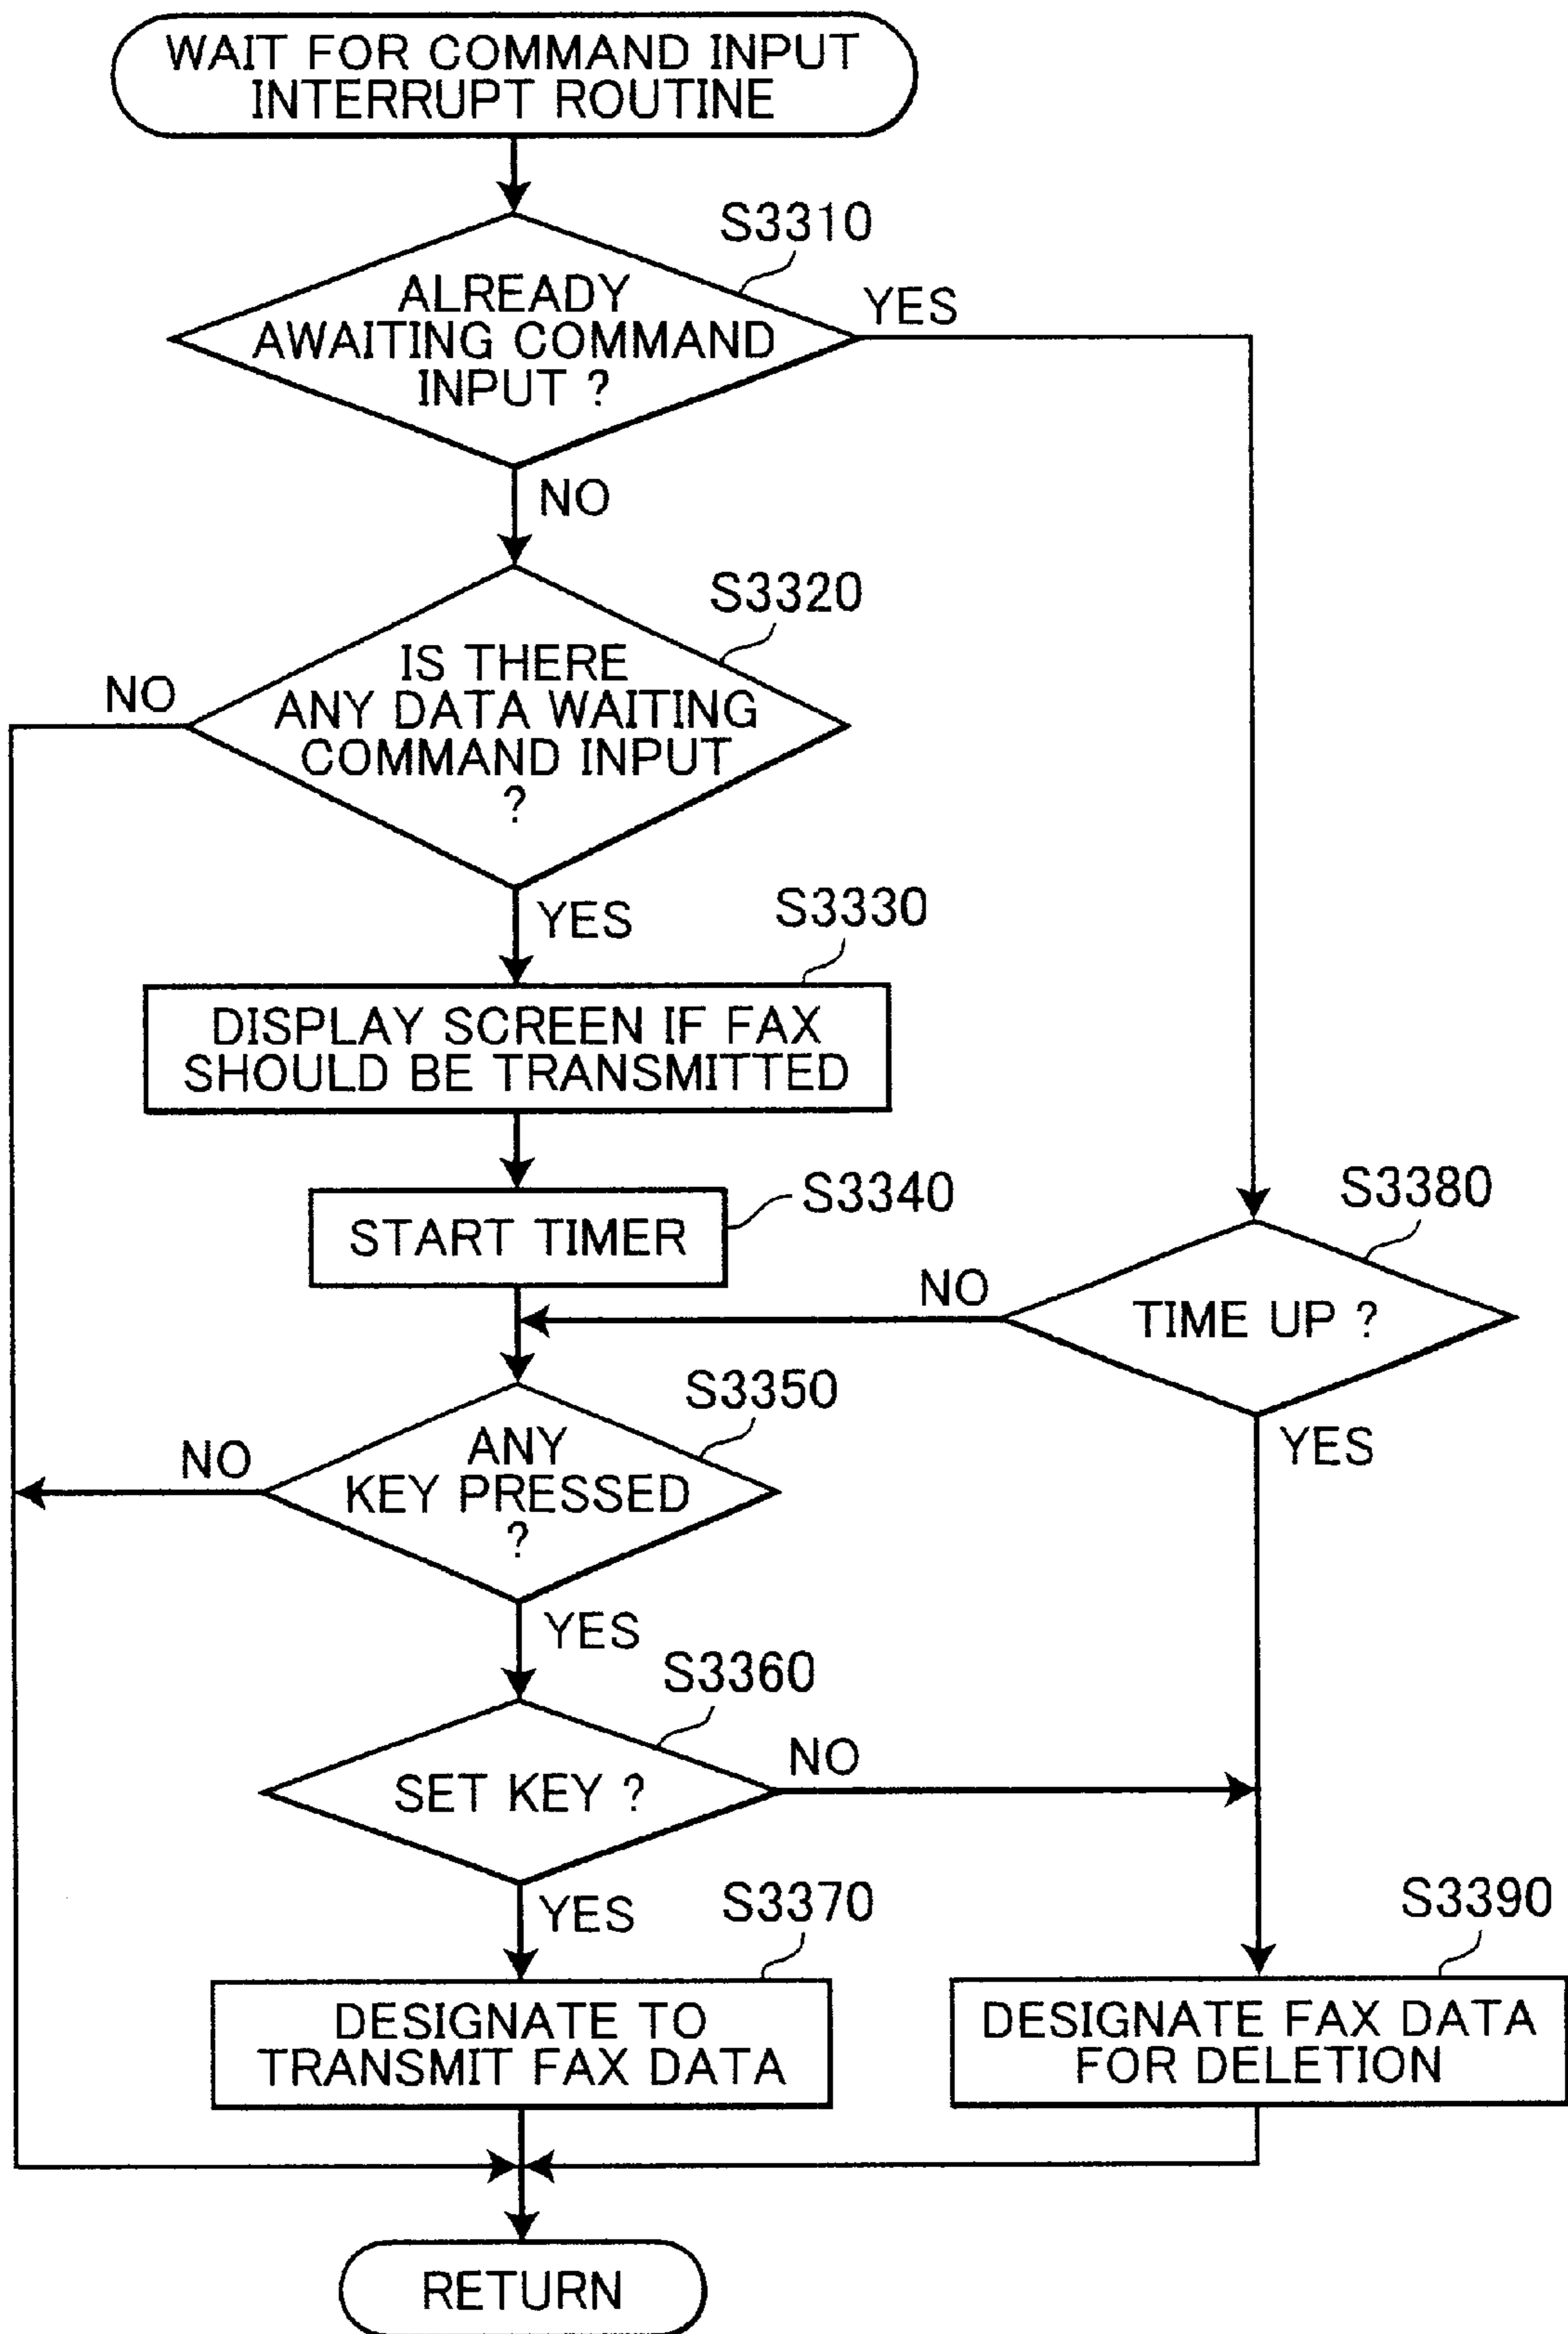 WAIT FOR COMMAND INPUT
INTERRUPT ROUTINE
S3310
ALREADY
AWAITING COMMAND
INPUT ?
YES
NO
S3320
IS THERE
ANY DATA WAITING
COMMAND INPUT
?
NO
YES
S3330
DISPLAY SCREEN IF FAX
SHOULD BE TRANSMITTED
S3340
START TIMER
S3380
TIME UP ?
NO
YES
S3350
ANY
KEY PRESSED
?
NO
YES
S3360
SET KEY ?
NO
YES
S3370
DESIGNATE TO
TRANSMIT FAX DATA
S3390
DESIGNATE FAX DATA
FOR DELETION
RETURN